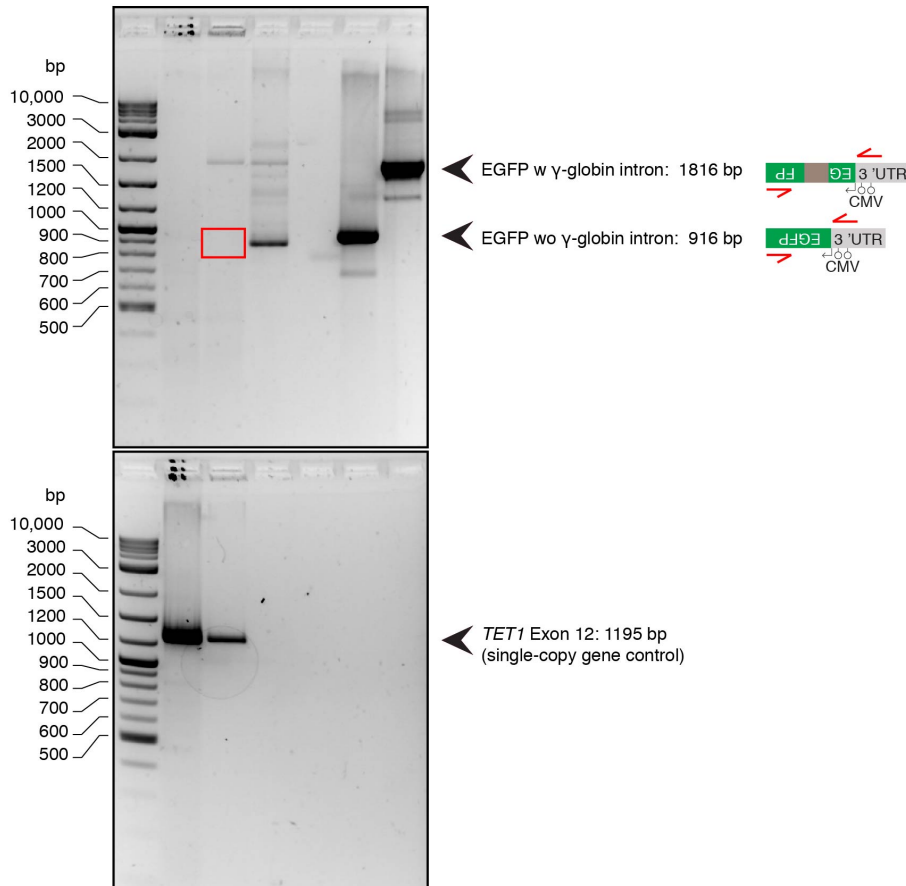 bp
10,000
3000
2000
1500
1200
1000
900
800
700
600
500
EGFP w γ-globin intron: 1816 bp
FP EG 3 'UTR
CMV
EGFP wo γ-globin intron: 916 bp
EGFP 3 'UTR
CMV
bp
10,000
3000
2000
1500
1200
1000
900
800
700
600
500
TET1 Exon 12: 1195 bp
(single-copy gene control)